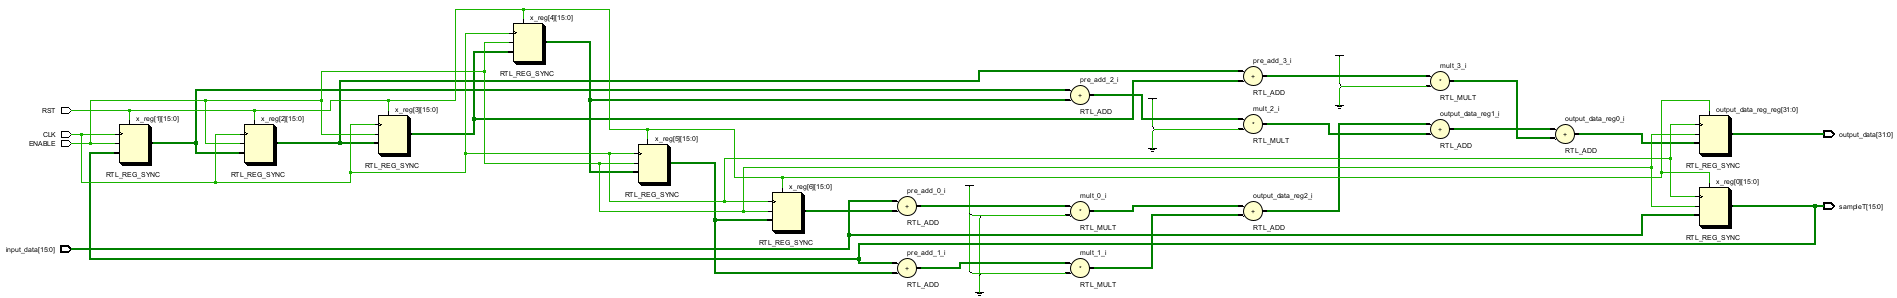 x_reg[4][15:0]
RTL_REG_SYNC
pre_add_3_i
RTL_ADD
mult_3_i
RTL_MULT
pre_add_2_i
RTL_ADD
mult_2_i
RTL_MULT
output_data_reg1_i
RTL_ADD
output_data_reg0_i
RTL_ADD
output_data_reg_reg[31:0]
RTL_REG_SYNC
output_data[31:0]
RST
CLK
ENABLE
x_reg[1][15:0]
RTL_REG_SYNC
x_reg[2][15:0]
RTL_REG_SYNC
x_reg[3][15:0]
RTL_REG_SYNC
x_reg[5][15:0]
RTL_REG_SYNC
x_reg[6][15:0]
RTL_REG_SYNC
pre_add_0_i
RTL_ADD
mult_0_i
RTL_MULT
output_data_reg2_i
RTL_ADD
x_reg[0][15:0]
RTL_REG_SYNC
sampleT[15:0]
input_data[15:0]
pre_add_1_i
RTL_ADD
mult_1_i
RTL_MULT